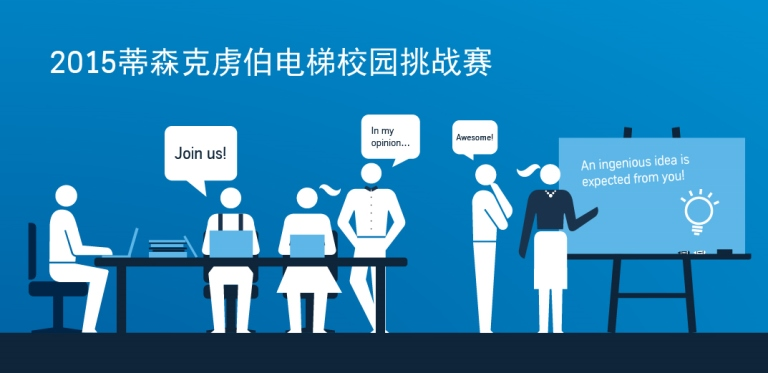 2015蒂森克虏伯电梯校园挑战赛
Join us!
In my
opinion...
Awesome!
An ingenious idea is
expected from you!